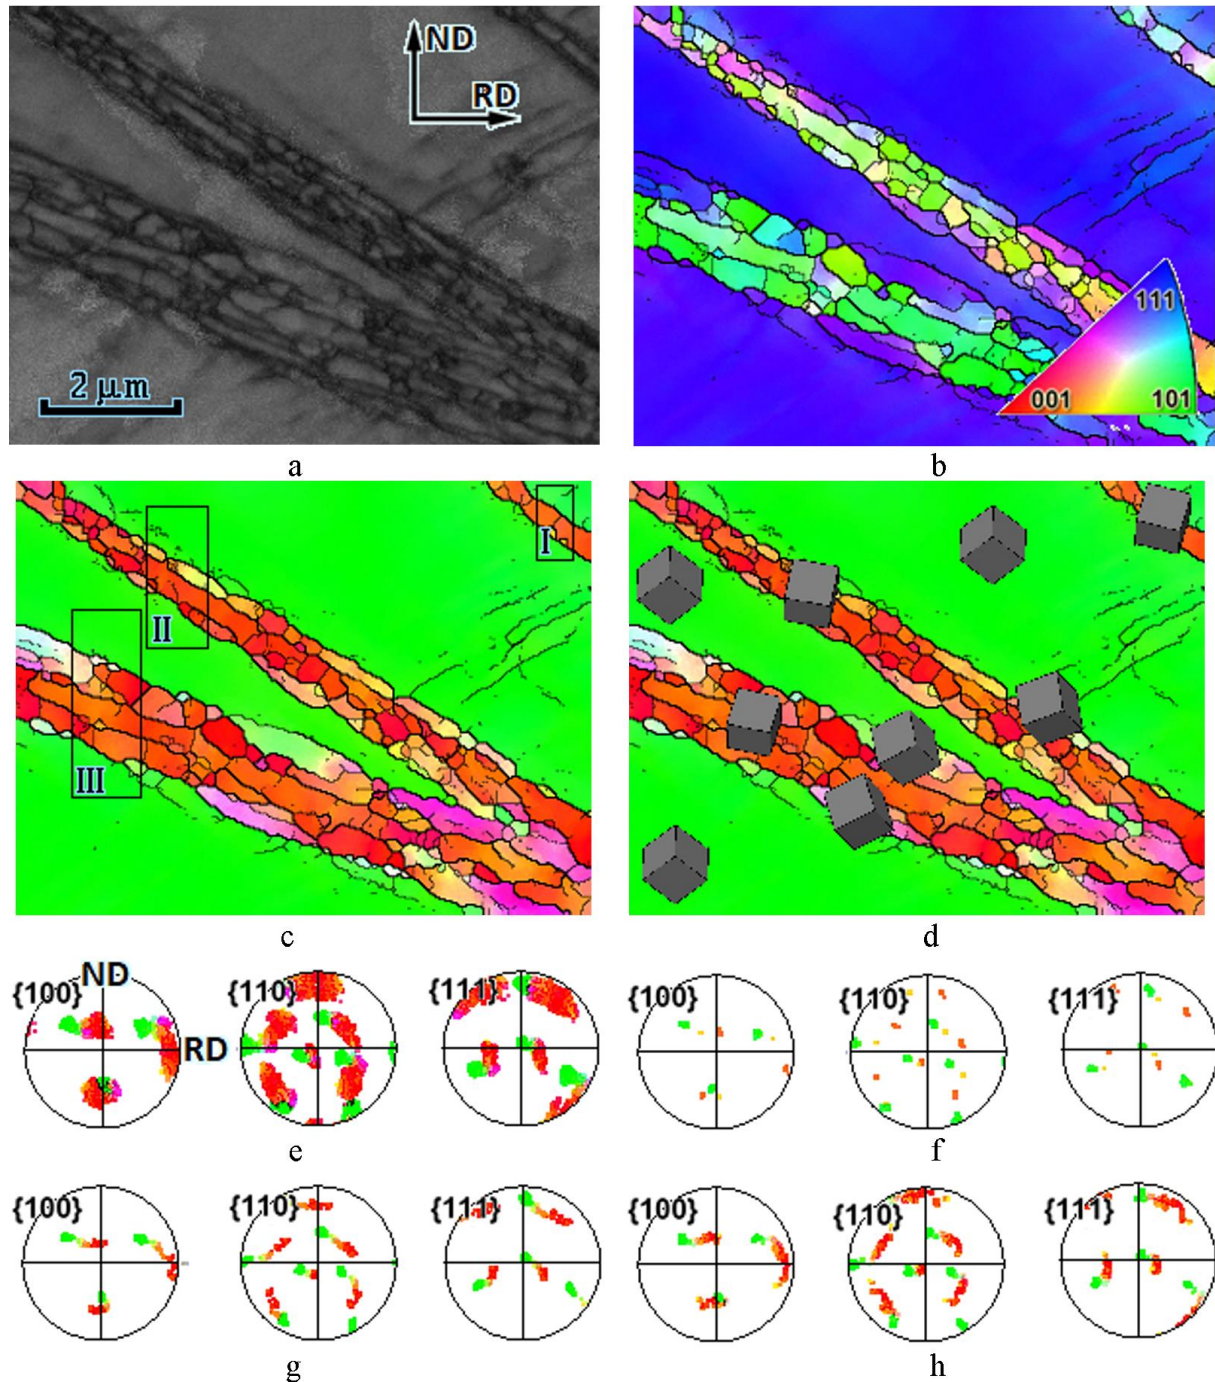 ND
RD
2 μm
111
001
101
a
b
I
II
III
c
d
ND
{100}
{110}
{111}
RD
{100}
{110}
{111}
e
f
{100}
{110}
{111}
{100}
{110}
{111}
g
h